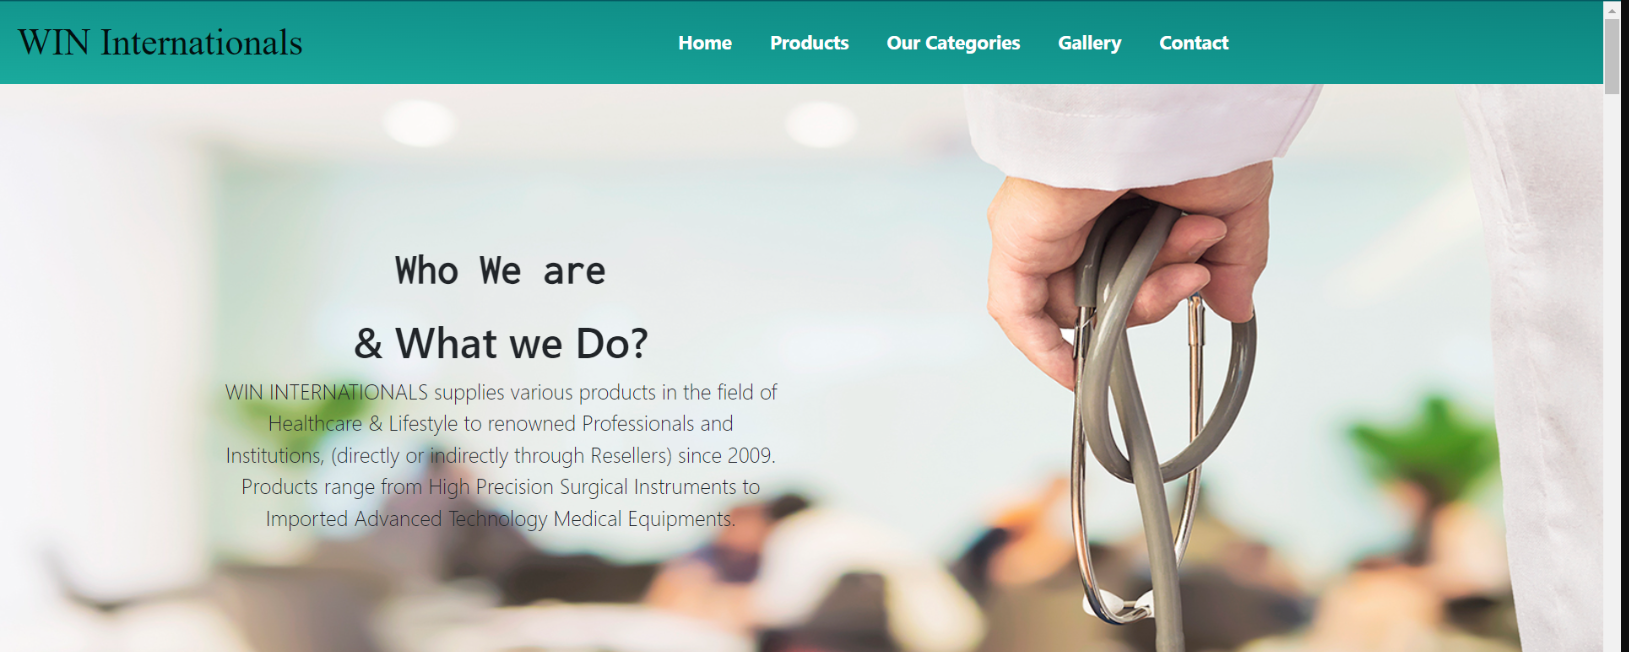 WIN Internationals
Home Products Our Categories Gallery Contact
Who We are
& What we Do?
WIN INTERNATIONALS supplies various products in the field of
Healthcare & Lifestyle to renowned Professionals and
Institutions, (directly or indirectly through Resellers) since 2009.
Products range from High Precision Surgical Instruments to
Imported Advanced Technology Medical Equipments.